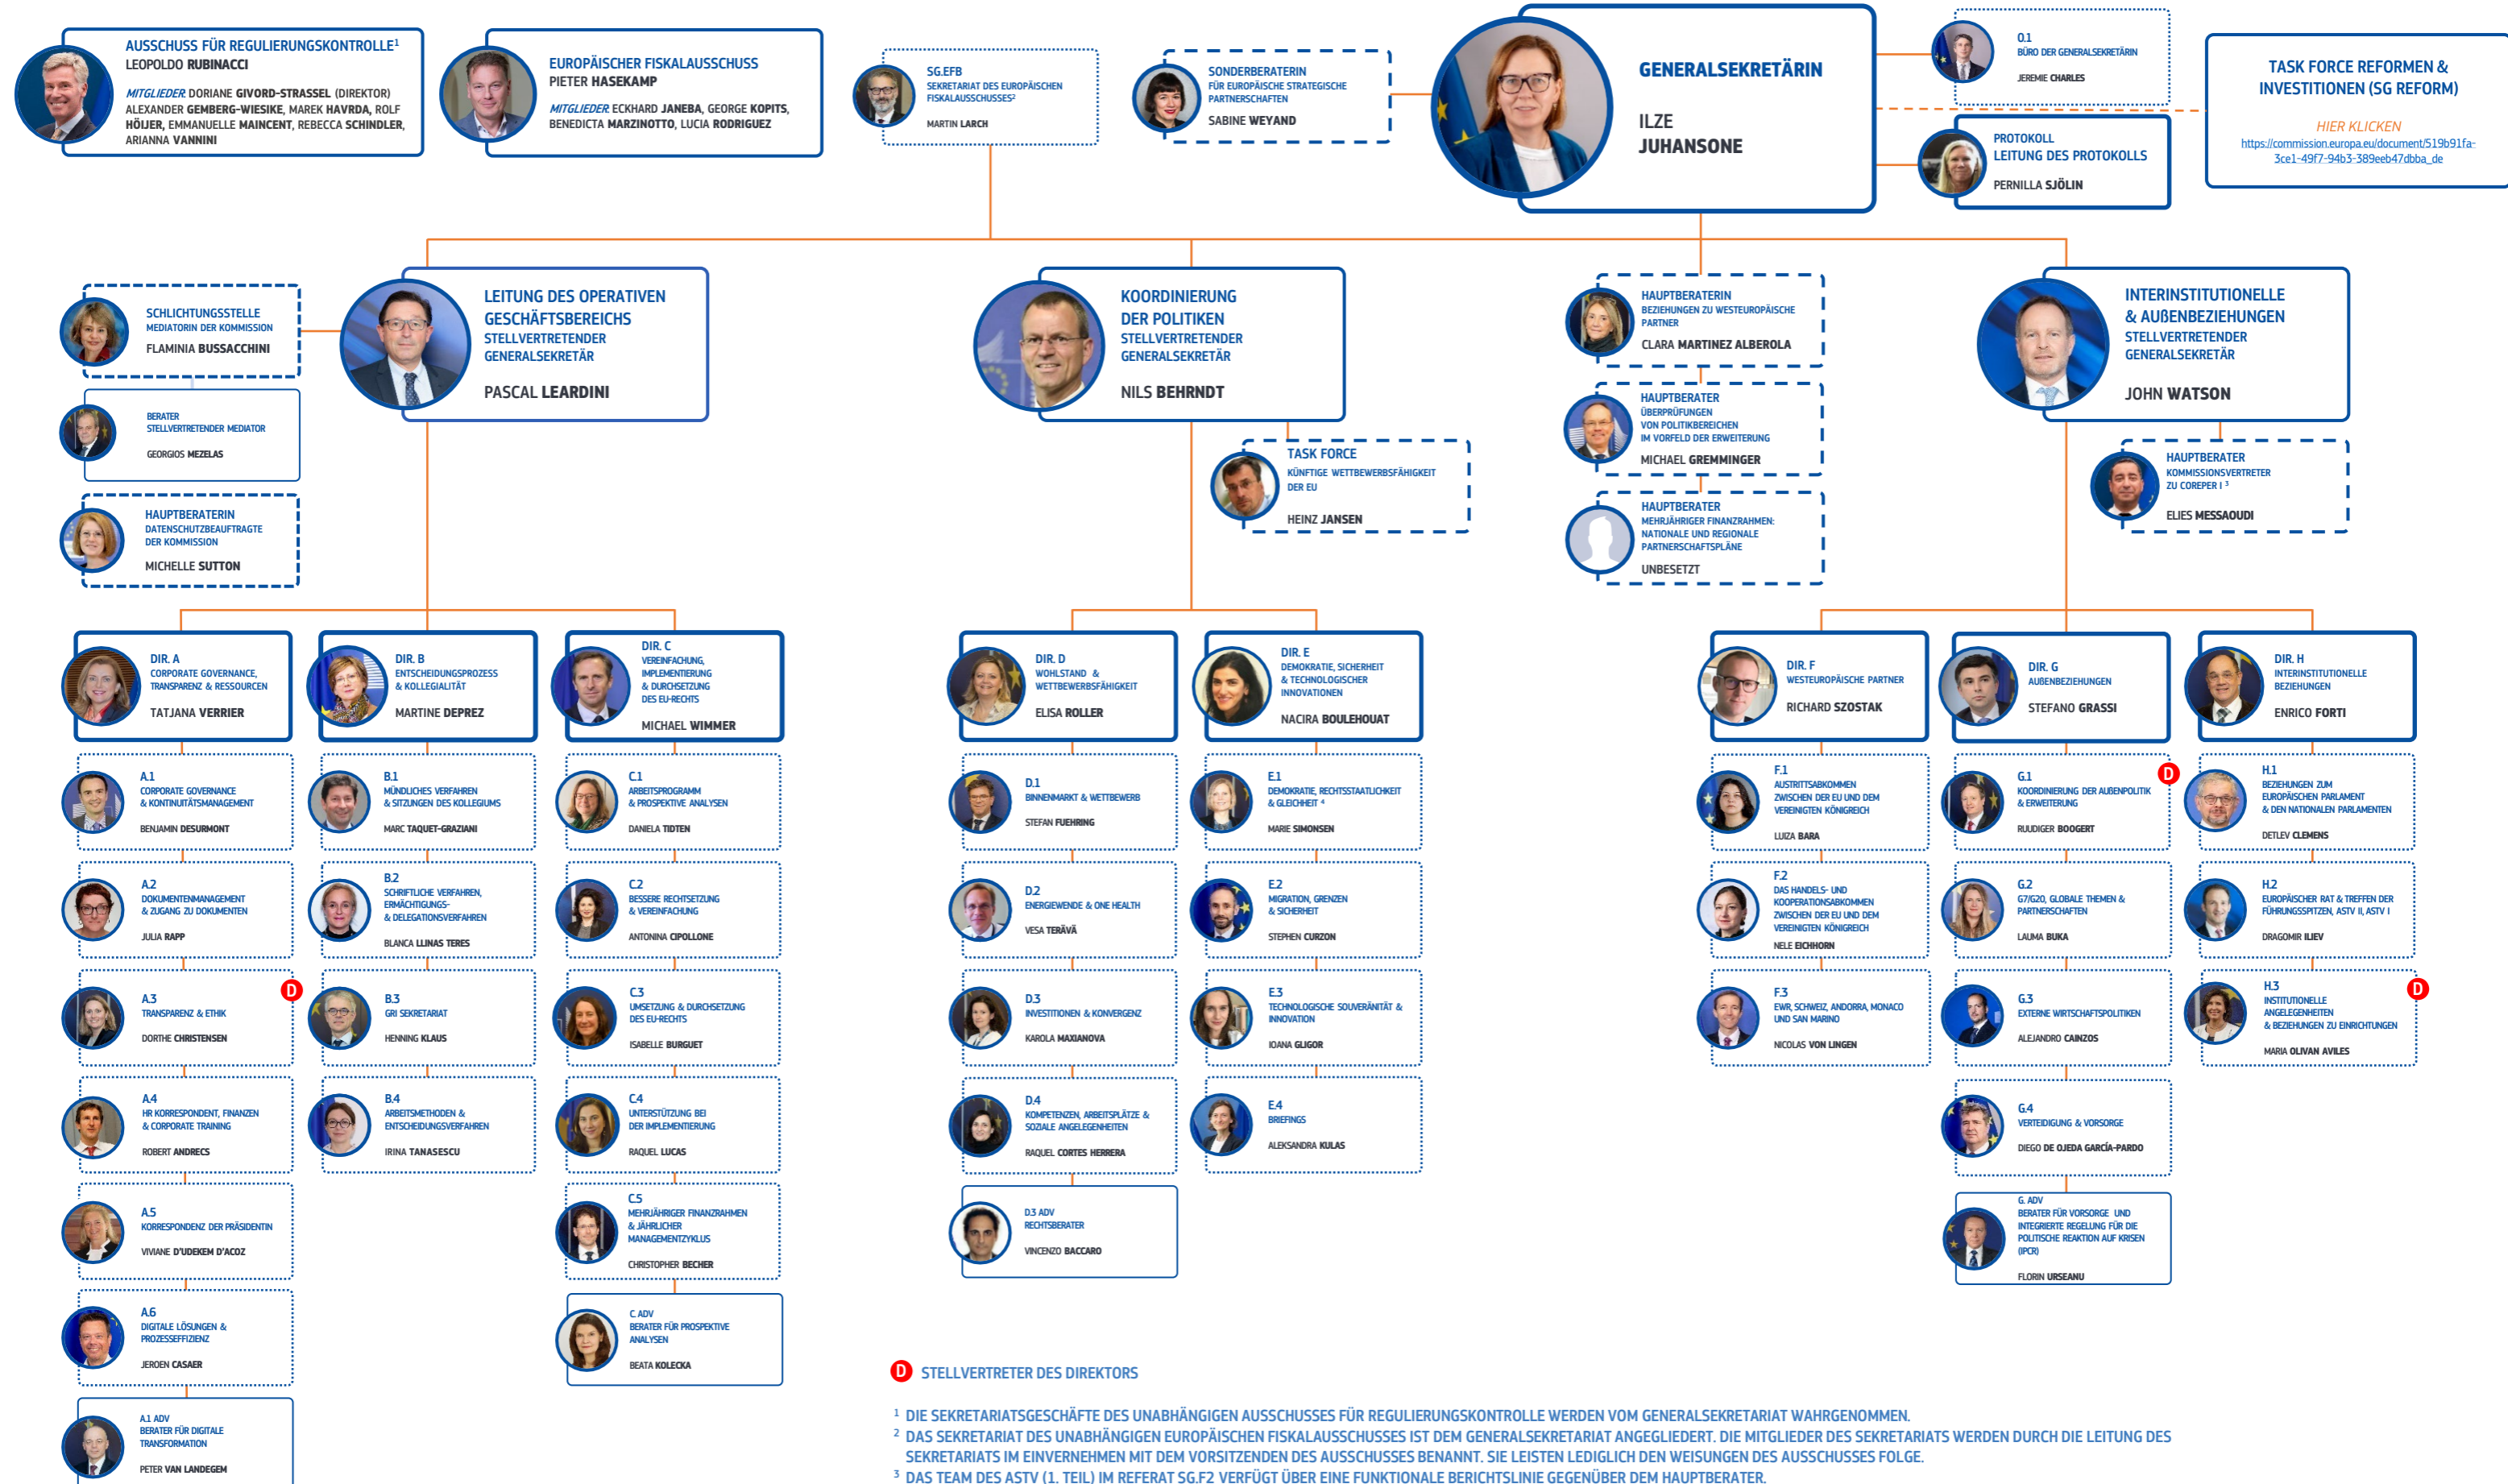 AUSSCHUSS FÜR REGULIERUNGSKONTROLLE¹
LEOPOLDO RUBINACCI
MITGLIEDER: DORIANE GIVORD-STRASSEL (DIREKTOR)
ALEXANDER GEMBERG-WIESIKE, MAREK HAVRDA, ROLF
HÖIJER, EMMANUELLE MAINCENT, REBECCA SCHINDLER,
ARIANNA VANNINI
EUROPÄISCHER FISKALAUSSCHUSS
PIETER HASEKAMP
MITGLIEDER: ECKHARD JANEBA, GEORGE KOPITS,
BENEDICTA MARZINOTTO, LUCIA RODRIGUEZ
SG.EFB
SEKRETARIAT DES EUROPÄISCHEN
FISKALAUSSCHUSSES²
MARTIN LARCH
SONDERBERATERIN
FÜR EUROPÄISCHE STRATEGISCHE
PARTNERSCHAFTEN
SABINE WEYAND
GENERALSEKRETÄRIN
ILZE
JUHANSONE
0.1
BÜRO DER GENERALSEKRETÄRIN
JEREMIE CHARLES
PROTOKOLL
LEITUNG DES PROTOKOLLS
PERNILLA SJÖLIN
TASK FORCE REFORMEN &
INVESTITIONEN (SG REFORM)
HIER KLICKEN
https://commission.europa.eu/document/519b91fa-
3ce1-49f7-94b3-389eeb47dbba_de
SCHLICHTUNGSSTELLE
MEDIATORIN DER KOMMISSION
FLAMINIA BUSSACCHINI
BERATER
STELLVERTRETENDER MEDIATOR
GEORGIOS MEZELAS
HAUPTBERATERIN
DATENSCHUTZBEAUFTRAGTE
DER KOMMISSION
MICHELLE SUTTON
LEITUNG DES OPERATIVEN
GESCHÄFTSBEREICHS
STELLVERTRETENDER
GENERALSEKRETÄR
PASCAL LEARDINI
KOORDINIERUNG
DER POLITIKEN
STELLVERTRETENDER
GENERALSEKRETÄR
NILS BEHRNDT
TASK FORCE
KÜNFTIGE WETTBEWERBSFÄHIGKEIT
DER EU
HEINZ JANSEN
HAUPTBERATERIN
BEZIEHUNGEN ZU WESTEUROPÄISCHE
PARTNER
CLARA MARTINEZ ALBEROLA
HAUPTBERATER
ÜBERPRÜFUNGEN
VON POLITIKBEREICHEN
IM VORFELD DER ERWEITERUNG
MICHAEL GREMMINGER
HAUPTBERATER
MEHRJÄHRIGER FINANZRAHMEN:
NATIONALE UND REGIONALE
PARTNERSCHAFTSPLÄNE
UNBESETZT
INTERINSTITUTIONELLE
& AUßENBEZIEHUNGEN
STELLVERTRETENDER
GENERALSEKRETÄR
JOHN WATSON
HAUPTBERATER
KOMMISSIONSVERTRETER
ZU COREPER I ³
ELIES MESSAOUDI
DIR. A
CORPORATE GOVERNANCE,
TRANSPARENZ & RESSOURCEN
TATJANA VERRIER
A.1
CORPORATE GOVERNANCE
& KONTINUITÄTSMANAGEMENT
BENJAMIN DESURMONT
A.2
DOKUMENTENMANAGEMENT
& ZUGANG ZU DOKUMENTEN
JULIA RAPP
A.3
TRANSPARENZ & ETHIK
DORTHE CHRISTENSEN
D
A.4
HR KORRESPONDENT, FINANZEN
& CORPORATE TRAINING
ROBERT ANDRECS
A.5
KORRESPONDENZ DER PRÄSIDENTIN
VIVIANE D'UDEKEM D'ACOZ
A.6
DIGITALE LÖSUNGEN &
PROZESSEFFIZIENZ
JEROEN CASAER
A.1 ADV
BERATER FÜR DIGITALE
TRANSFORMATION
PETER VAN LANDEGEM
DIR. B
ENTSCHEIDUNGSPROZESS
& KOLLEGIALITÄT
MARTINE DEPREZ
B.1
MÜNDLICHES VERFAHREN
& SITZUNGEN DES KOLLEGIUMS
MARC TAQUET-GRAZIANI
B.2
SCHRIFTLICHE VERFAHREN,
ERMÄCHTIGUNGS-
& DELEGATIONSVERFAHREN
BLANCA LLINAS TERES
B.3
GRI SEKRETARIAT
HENNING KLAUS
B.4
ARBEITSMETHODEN &
ENTSCHEIDUNGSVERFAHREN
IRINA TANASESCU
DIR. C
VEREINFACHUNG,
IMPLEMENTIERUNG
& DURCHSETZUNG
DES EU-RECHTS
MICHAEL WIMMER
C.1
ARBEITSPROGRAMM
& PROSPEKTIVE ANALYSEN
DANIELA TIDTEN
C.2
BESSERE RECHTSETZUNG
& VEREINFACHUNG
ANTONINA CIPOLLONE
C.3
UMSETZUNG & DURCHSETZUNG
DES EU-RECHTS
ISABELLE BURGUET
C.4
UNTERSTÜTZUNG BEI
DER IMPLEMENTIERUNG
RAQUEL LUCAS
C.5
MEHRJÄHRIGER FINANZRAHMEN
& JÄHRLICHER
MANAGEMENTZYKLUS
CHRISTOPHER BECHER
C. ADV
BERATER FÜR PROSPEKTIVE
ANALYSEN
BEATA KOLECKA
DIR. D
WOHLSTAND &
WETTBEWERBSFÄHIGKEIT
ELISA ROLLER
D.1
BINNENMARKT & WETTBEWERB
STEFAN FUEHRING
D.2
ENERGIEWENDE & ONE HEALTH
VESA TERÄVÄ
D.3
INVESTITIONEN & KONVERGENZ
KAROLA MAXIANOVA
D.4
KOMPETENZEN, ARBEITSPLÄTZE &
SOZIALE ANGELEGENHEITEN
RAQUEL CORTES HERRERA
D.3 ADV
RECHTSBERATER
VINCENZO BACCARO
DIR. E
DEMOKRATIE, SICHERHEIT
& TECHNOLOGISCHER
INNOVATIONEN
NACIRA BOULEHOUAT
E.1
DEMOKRATIE, RECHTSSTAATLICHKEIT
& GLEICHHEIT ⁴
MARIE SIMONSEN
E.2
MIGRATION, GRENZEN
& SICHERHEIT
STEPHEN CURZON
E.3
TECHNOLOGISCHE SOUVERÄNITÄT &
INNOVATION
IOANA GLIGOR
E.4
BRIEFINGS
ALEKSANDRA KULAS
DIR. F
WESTEUROPÄISCHE PARTNER
RICHARD SZOSTAK
F.1
AUSTRITTSABKOMMEN
ZWISCHEN DER EU UND DEM
VEREINIGTEN KÖNIGREICH
LUIZA BARA
F.2
DAS HANDELS- UND
KOOPERATIONSABKOMMEN
ZWISCHEN DER EU UND DEM
VEREINIGTEN KÖNIGREICH
NELE EICHHORN
F.3
EWR, SCHWEIZ, ANDORRA, MONACO
UND SAN MARINO
NICOLAS VON LINGEN
DIR. G
AUßENBEZIEHUNGEN
STEFANO GRASSI
G.1
KOORDINIERUNG DER AUßENPOLITIK
& ERWEITERUNG
RUUDIGER BOOGERT
D
G.2
G7/G20, GLOBALE THEMEN &
PARTNERSCHAFTEN
LAUMA BUKA
G.3
EXTERNE WIRTSCHAFTSPOLITIKEN
ALEJANDRO CAINZOS
G.4
VERTEIDIGUNG & VORSORGE
DIEGO DE OJEDA GARCÍA-PARDO
G. ADV
BERATER FÜR VORSORGE UND
INTEGRIERTE REGELUNG FÜR DIE
POLITISCHE REAKTION AUF KRISEN
(IPCR)
FLORIN URSEANU
DIR. H
INTERINSTITUTIONELLE
BEZIEHUNGEN
ENRICO FORTI
H.1
BEZIEHUNGEN ZUM
EUROPÄISCHEN PARLAMENT
& DEN NATIONALEN PARLAMENTEN
DETLEV CLEMENS
H.2
EUROPÄISCHER RAT & TREFFEN DER
FÜHRUNGSSPITZEN, ASTV II, ASTV I
DRAGOMIR ILIEV
H.3
INSTITUTIONELLE
ANGELEGENHEITEN
& BEZIEHUNGEN ZU EINRICHTUNGEN
MARIA OLIVAN AVILES
D
D STELLVERTRETER DES DIREKTORS
¹ DIE SEKRETARIATSGESCHÄFTE DES UNABHÄNGIGEN AUSSCHUSSES FÜR REGULIERUNGSKONTROLLE WERDEN VOM GENERALSEKRETARIAT WAHRGENOMMEN.
² DAS SEKRETARIAT DES UNABHÄNGIGEN EUROPÄISCHEN FISKALAUSSCHUSSES IST DEM GENERALSEKRETARIAT ANGEGLIEDERT. DIE MITGLIEDER DES SEKRETARIATS WERDEN DURCH DIE LEITUNG DES
SEKRETARIATS IM EINVERNEHMEN MIT DEM VORSITZENDEN DES AUSSCHUSSES BENANNT. SIE LEISTEN LEDIGLICH DEN WEISUNGEN DES AUSSCHUSSES FOLGE.
³ DAS TEAM DES ASTV (1. TEIL) IM REFERAT SG.F2 VERFÜGT ÜBER EINE FUNKTIONALE BERICHTSLINIE GEGENÜBER DEM HAUPTBERATER.